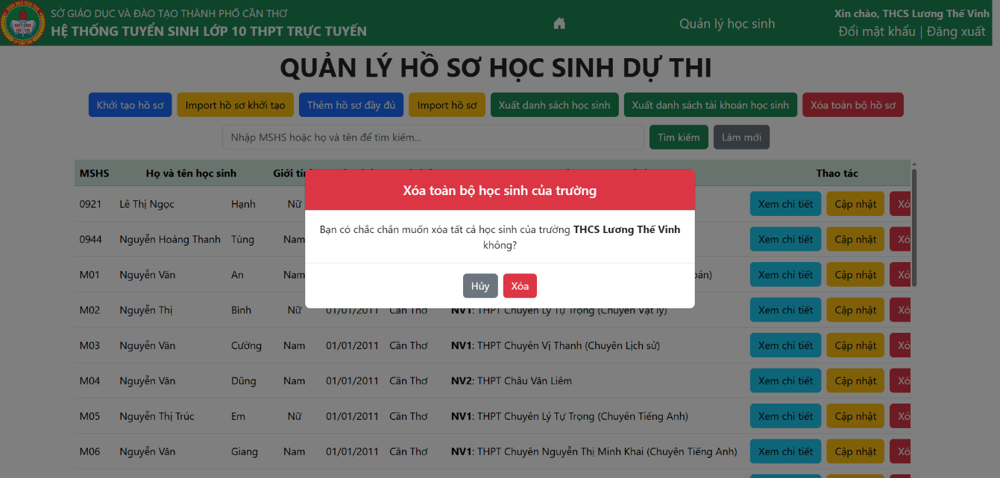 SỞ GIÁO DỤC VÀ ĐÀO TẠO THÀNH PHỐ CẦN THƠ
HỆ THỐNG TUYỂN SINH LỚP 10 THPT TRỰC TUYẾN
Quản lý học sinh
Xin chào, THCS Lương Thế Vinh
Đổi mật khẩu | Đăng xuất
QUẢN LÝ HỒ SƠ HỌC SINH DỰ THI
Khởi tạo hồ sơ Import hồ sơ khởi tạo Thêm hồ sơ đầy đủ Import hồ sơ Xuất danh sách học sinh Xuất danh sách tài khoản học sinh Xóa toàn bộ hồ sơ
Nhập MSHS hoặc họ và tên để tìm kiếm... Tìm kiếm Làm mới
MSHS Họ và tên học sinh Giới tín Thao tác
Xóa toàn bộ học sinh của trường
Bạn có chắc chắn muốn xóa tất cả học sinh của trường THCS Lương Thế Vinh
không?
Hủy Xóa
0921 Lê Thị Ngọc Hạnh Nữ Xem chi tiết Cập nhật Xó
0944 Nguyễn Hoàng Thanh Tùng Nam Xem chi tiết Cập nhật Xó
M01 Nguyễn Văn An Nam oán) Xem chi tiết Cập nhật Xó
M02 Nguyễn Thị Bình Nữ 01/01/2011 Cần Thơ NV1: THPT Chuyên Lý Tự Trọng (Chuyên Vật lý) Xem chi tiết Cập nhật Xó
M03 Nguyễn Văn Cường Nam 01/01/2011 Cần Thơ NV1: THPT Chuyên Vị Thanh (Chuyên Lịch sử) Xem chi tiết Cập nhật Xó
M04 Nguyễn Văn Dũng Nam 01/01/2011 Cần Thơ NV2: THPT Châu Văn Liêm Xem chi tiết Cập nhật Xó
M05 Nguyễn Thị Trúc Em Nữ 01/01/2011 Cần Thơ NV1: THPT Chuyên Lý Tự Trọng (Chuyên Tiếng Anh) Xem chi tiết Cập nhật Xó
M06 Nguyễn Văn Giang Nam 01/01/2011 Cần Thơ NV1: THPT Chuyên Nguyễn Thị Minh Khai (Chuyên Tiếng Anh) Xem chi tiết Cập nhật Xó